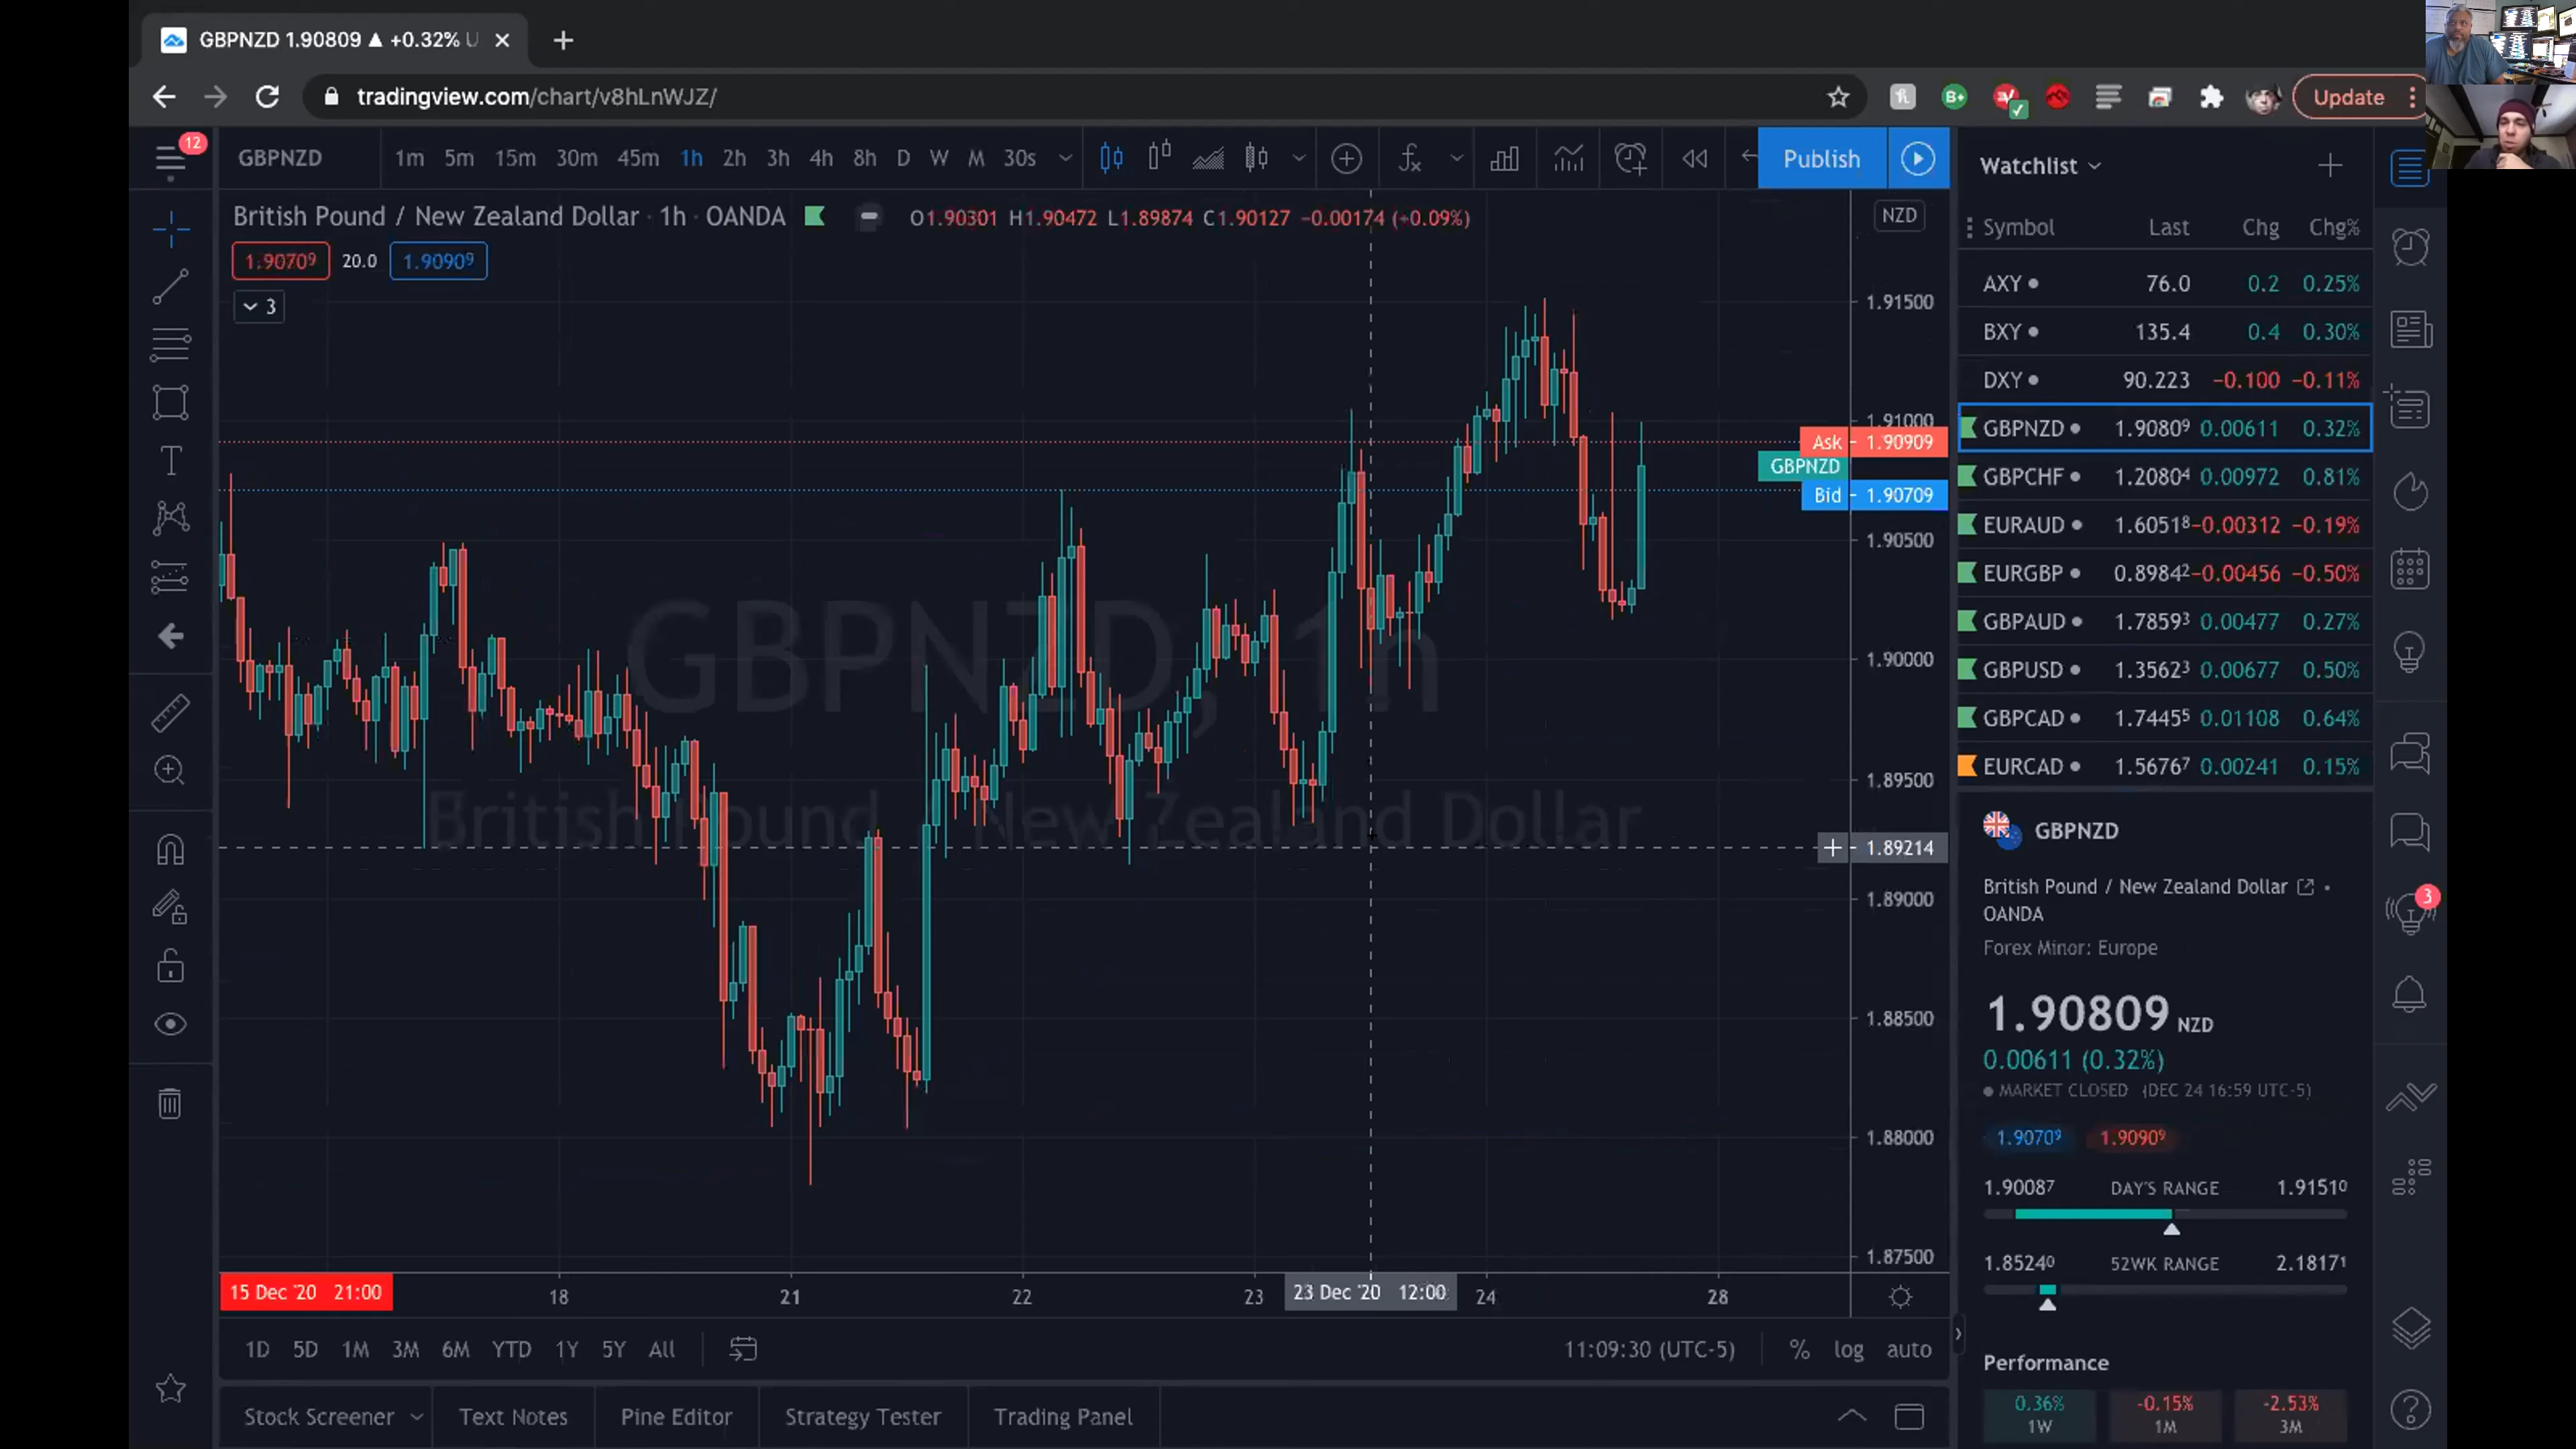 GBPNZD 1.90809 ▲ +0.32% U
tradingview.com/chart/v8hLnWJZ/
Update
12
GBPNZD
1m 5m 15m 30m 45m 1h 2h 3h 4h 8h D W M 30s
Publish
British Pound / New Zealand Dollar · 1h · OANDA
O1.90301 H1.90472 L1.89874 C1.90127 −0.00174 (−0.09%)
NZD
1.90709 20.0 1.90909
3
GBPNZD, 1h
British Pound / New Zealand Dollar
1.91500
1.91000
Ask 1.90909
GBPNZD
Bid 1.90709
1.90500
1.90000
1.89500
1.89214
1.89000
1.88500
1.88000
1.87500
15 Dec '20 21:00
18
21
22
23
23 Dec '20 12:00
24
28
1D 5D 1M 3M 6M YTD 1Y 5Y All
11:09:30 (UTC-5)
% log auto
Stock Screener Text Notes Pine Editor Strategy Tester Trading Panel
Watchlist
Symbol Last Chg Chg%
AXY 76.0 0.2 0.25%
BXY 135.4 0.4 0.30%
DXY 90.223 −0.100 −0.11%
GBPNZD 1.90809 0.00611 0.32%
GBPCHF 1.20804 0.00972 0.81%
EURAUD 1.60518 −0.00312 −0.19%
EURGBP 0.89842 −0.00456 −0.50%
GBPAUD 1.78593 0.00477 0.27%
GBPUSD 1.35623 0.00677 0.50%
GBPCAD 1.74455 0.01108 0.64%
EURCAD 1.56767 0.00241 0.15%
GBPNZD
British Pound / New Zealand Dollar
OANDA
Forex Minor: Europe
1.90809 NZD
0.00611 (0.32%)
MARKET CLOSED (DEC 24 16:59 UTC-5)
1.90709 1.90909
1.90087 DAY'S RANGE 1.91510
1.85240 52WK RANGE 2.18171
Performance
0.36% 1W
-0.15% 1M
-2.53% 3M
3